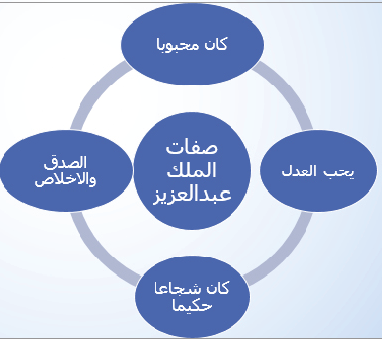 كان محبوبا
صفات
الملك
عبدالعزيز
يحب العدل
الصدق
والاخلاص
كان شجاعا
حكيما